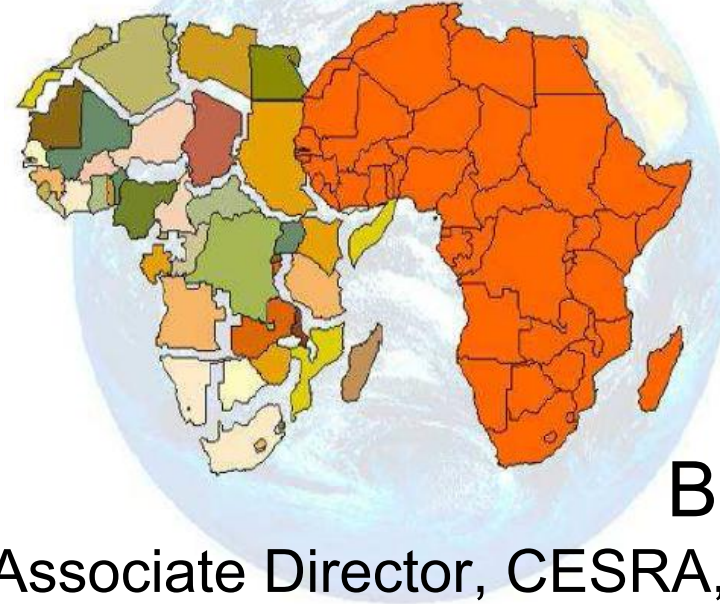 B
Associate Director, CESRA,